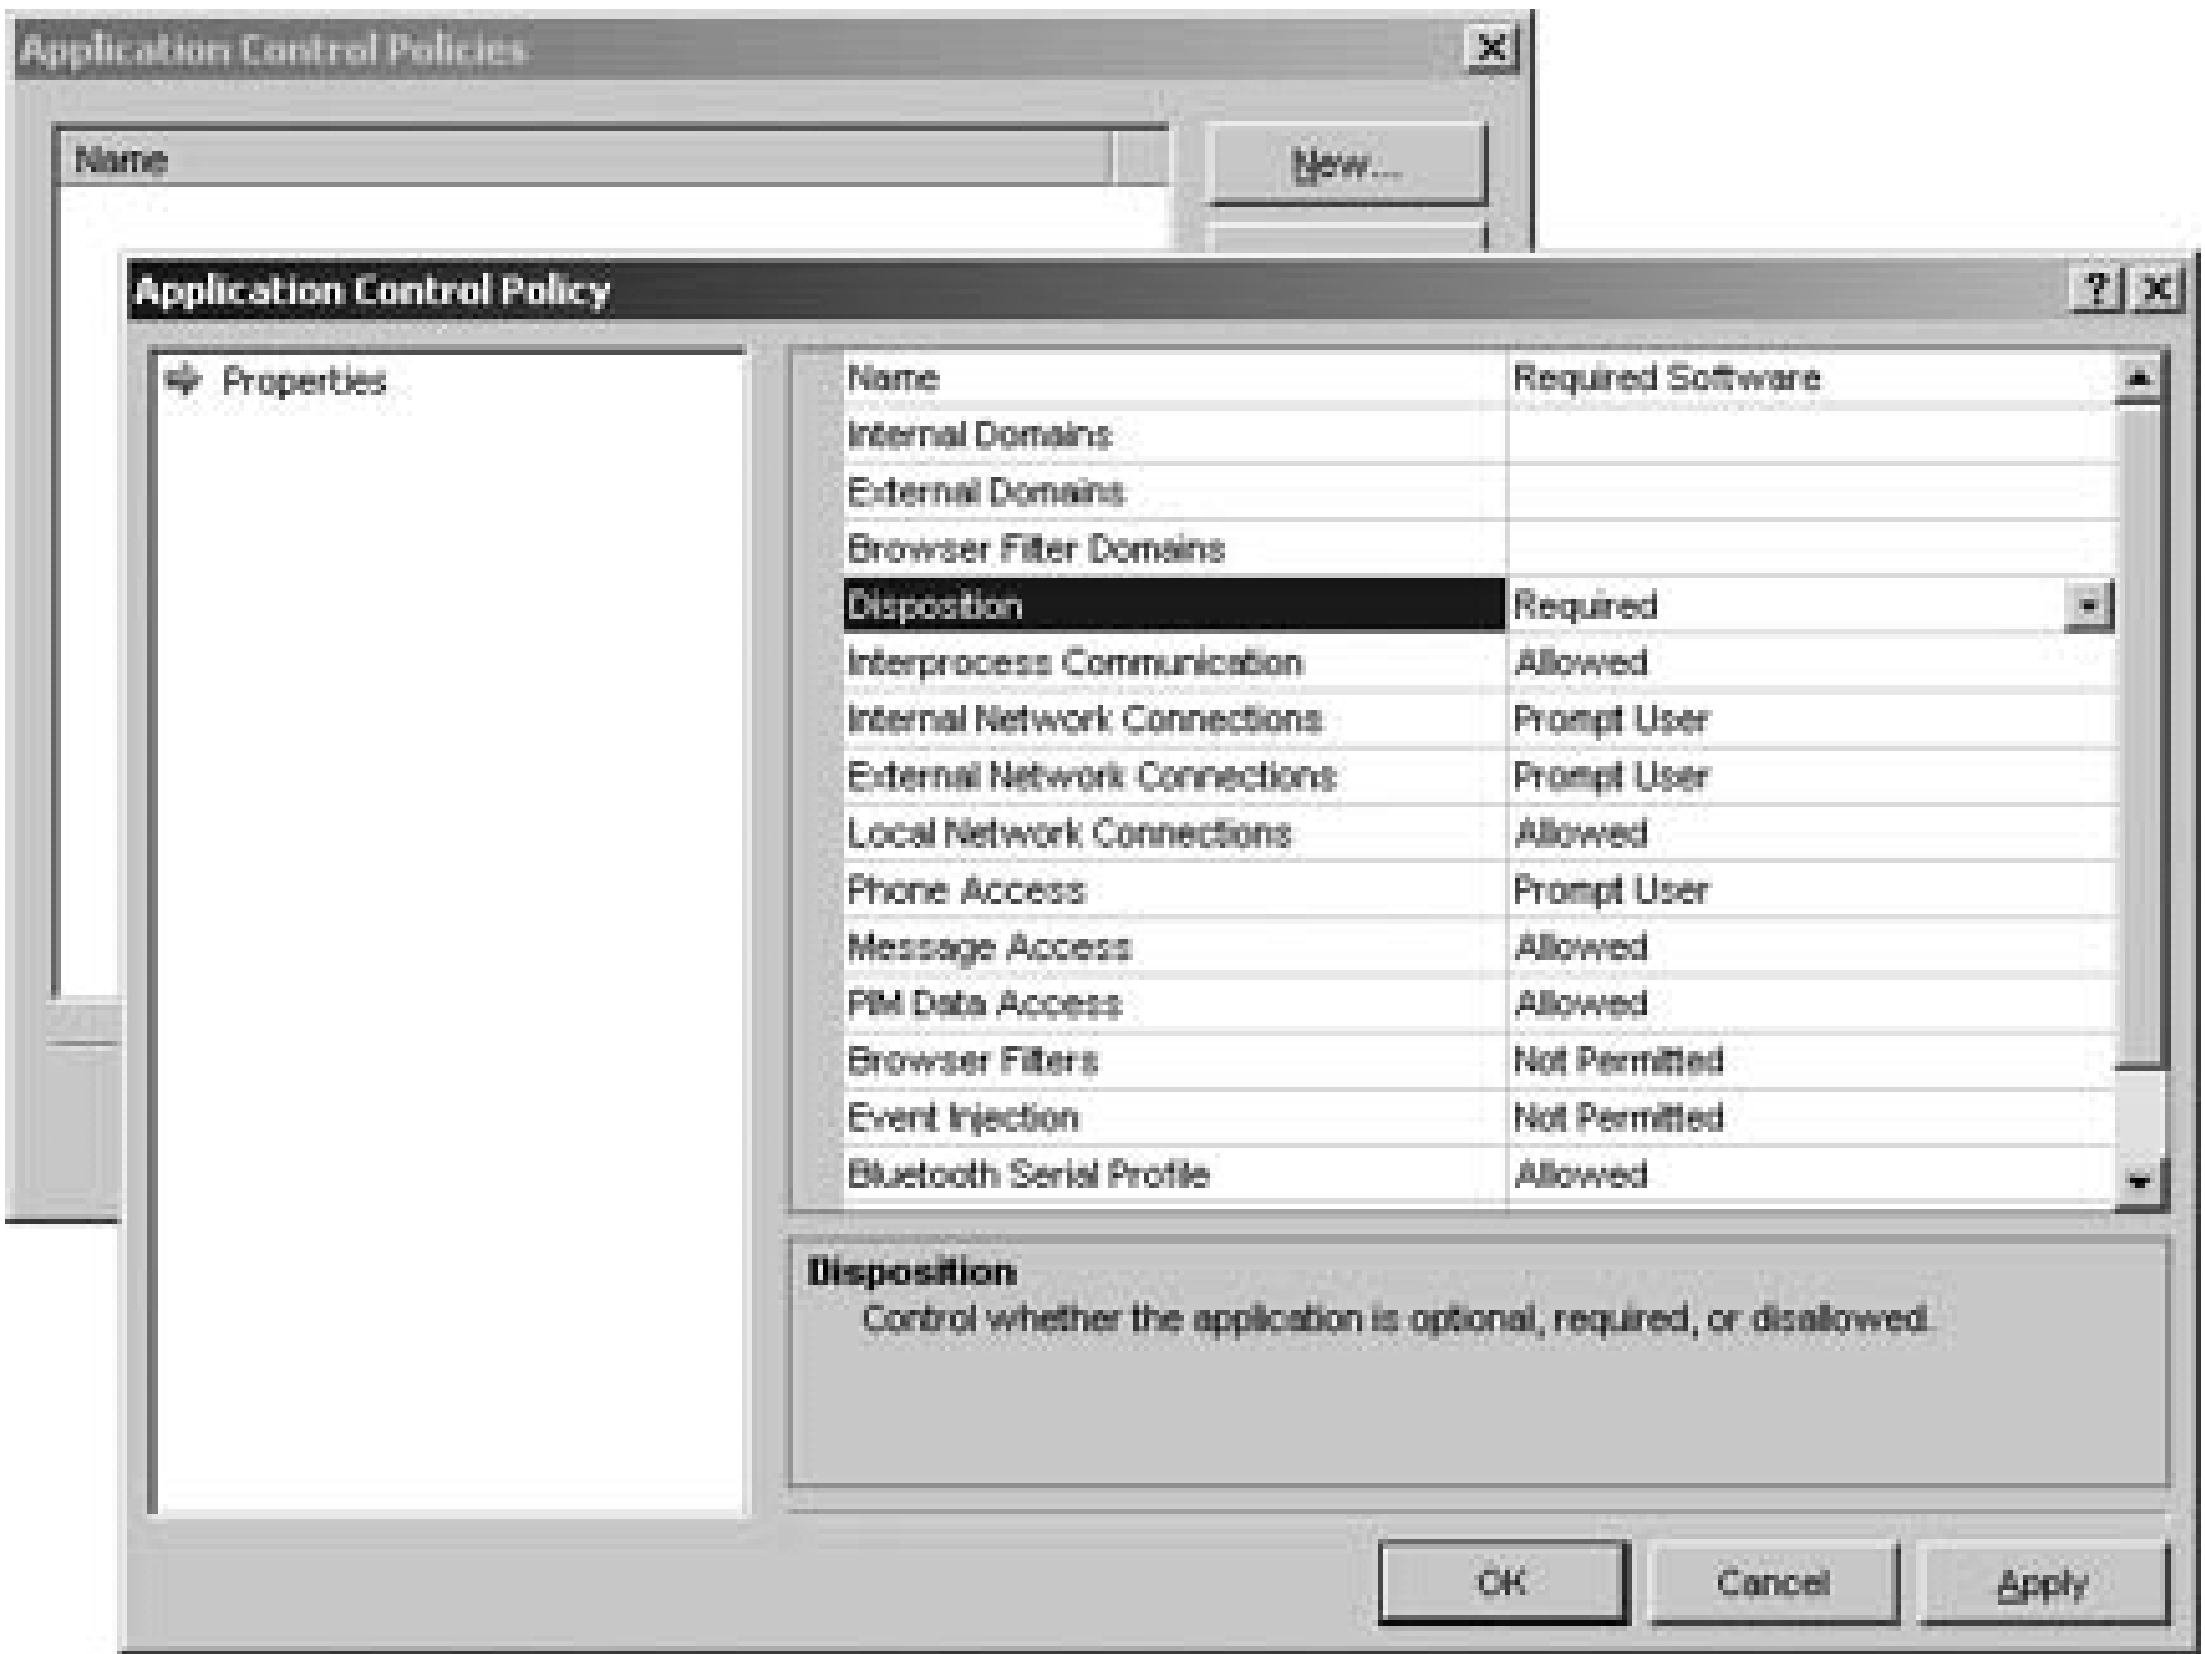 Application Control Policies
Name
New...
Application Control Policy
Properties
Name Required Software
Internal Domains
External Domains
Browser Filter Domains
Disposition Required
Interprocess Communication Allowed
Internal Network Connections Prompt User
External Network Connections Prompt User
Local Network Connections Allowed
Phone Access Prompt User
Message Access Allowed
PIM Data Access Allowed
Browser Filters Not Permitted
Event Injection Not Permitted
Bluetooth Serial Profile Allowed
Disposition
Control whether the application is optional, required, or disallowed.
OK Cancel Apply